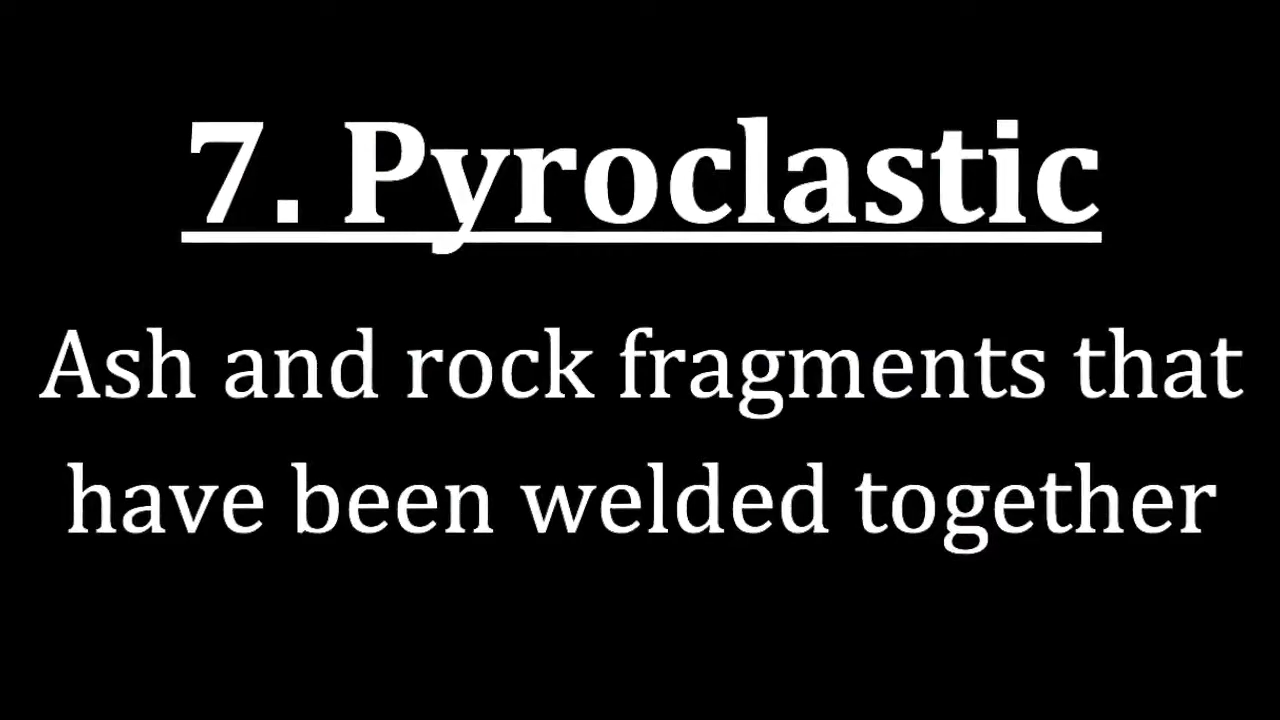 7. Pyroclastic
Ash and rock fragments that
have been welded together